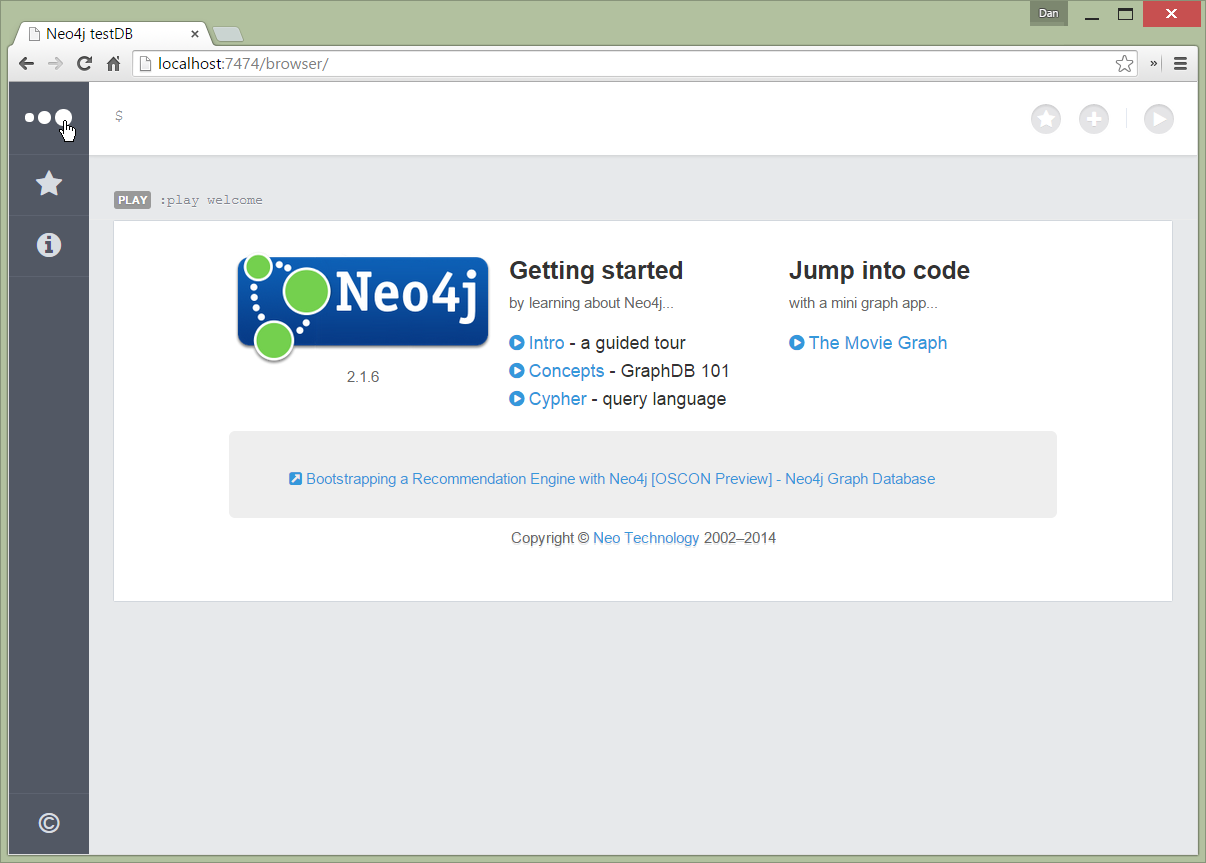 Dan
Neo4j testDB
localhost:7474/browser/
$
PLAY :play welcome
Neo4j
2.1.6
Getting started
by learning about Neo4j...
Intro - a guided tour
Concepts - GraphDB 101
Cypher - query language
Jump into code
with a mini graph app...
The Movie Graph
Bootstrapping a Recommendation Engine with Neo4j [OSCON Preview] - Neo4j Graph Database
Copyright © Neo Technology 2002–2014
©